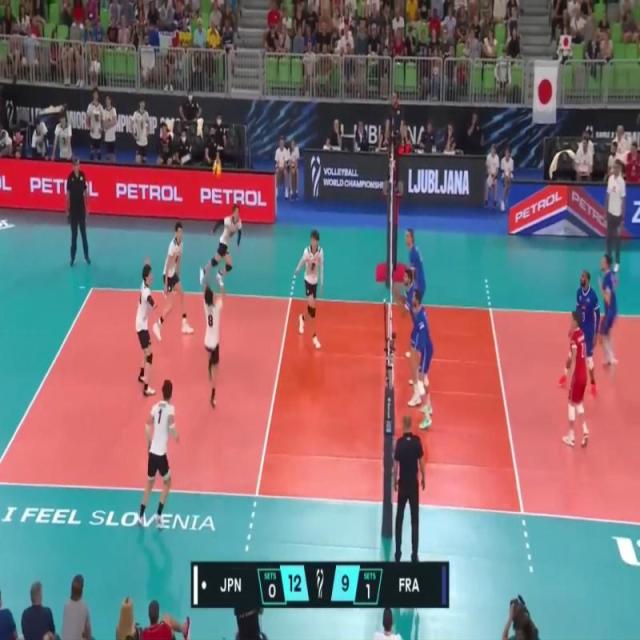 PETROL PETROL PETROL
VOLLEYBALL
WORLD CHAMPIONSHIP
LJUBLJANA
PETROL
I FEEL SLOVENIA
8
1
JPN SETS 0 12 9 SETS 1 FRA